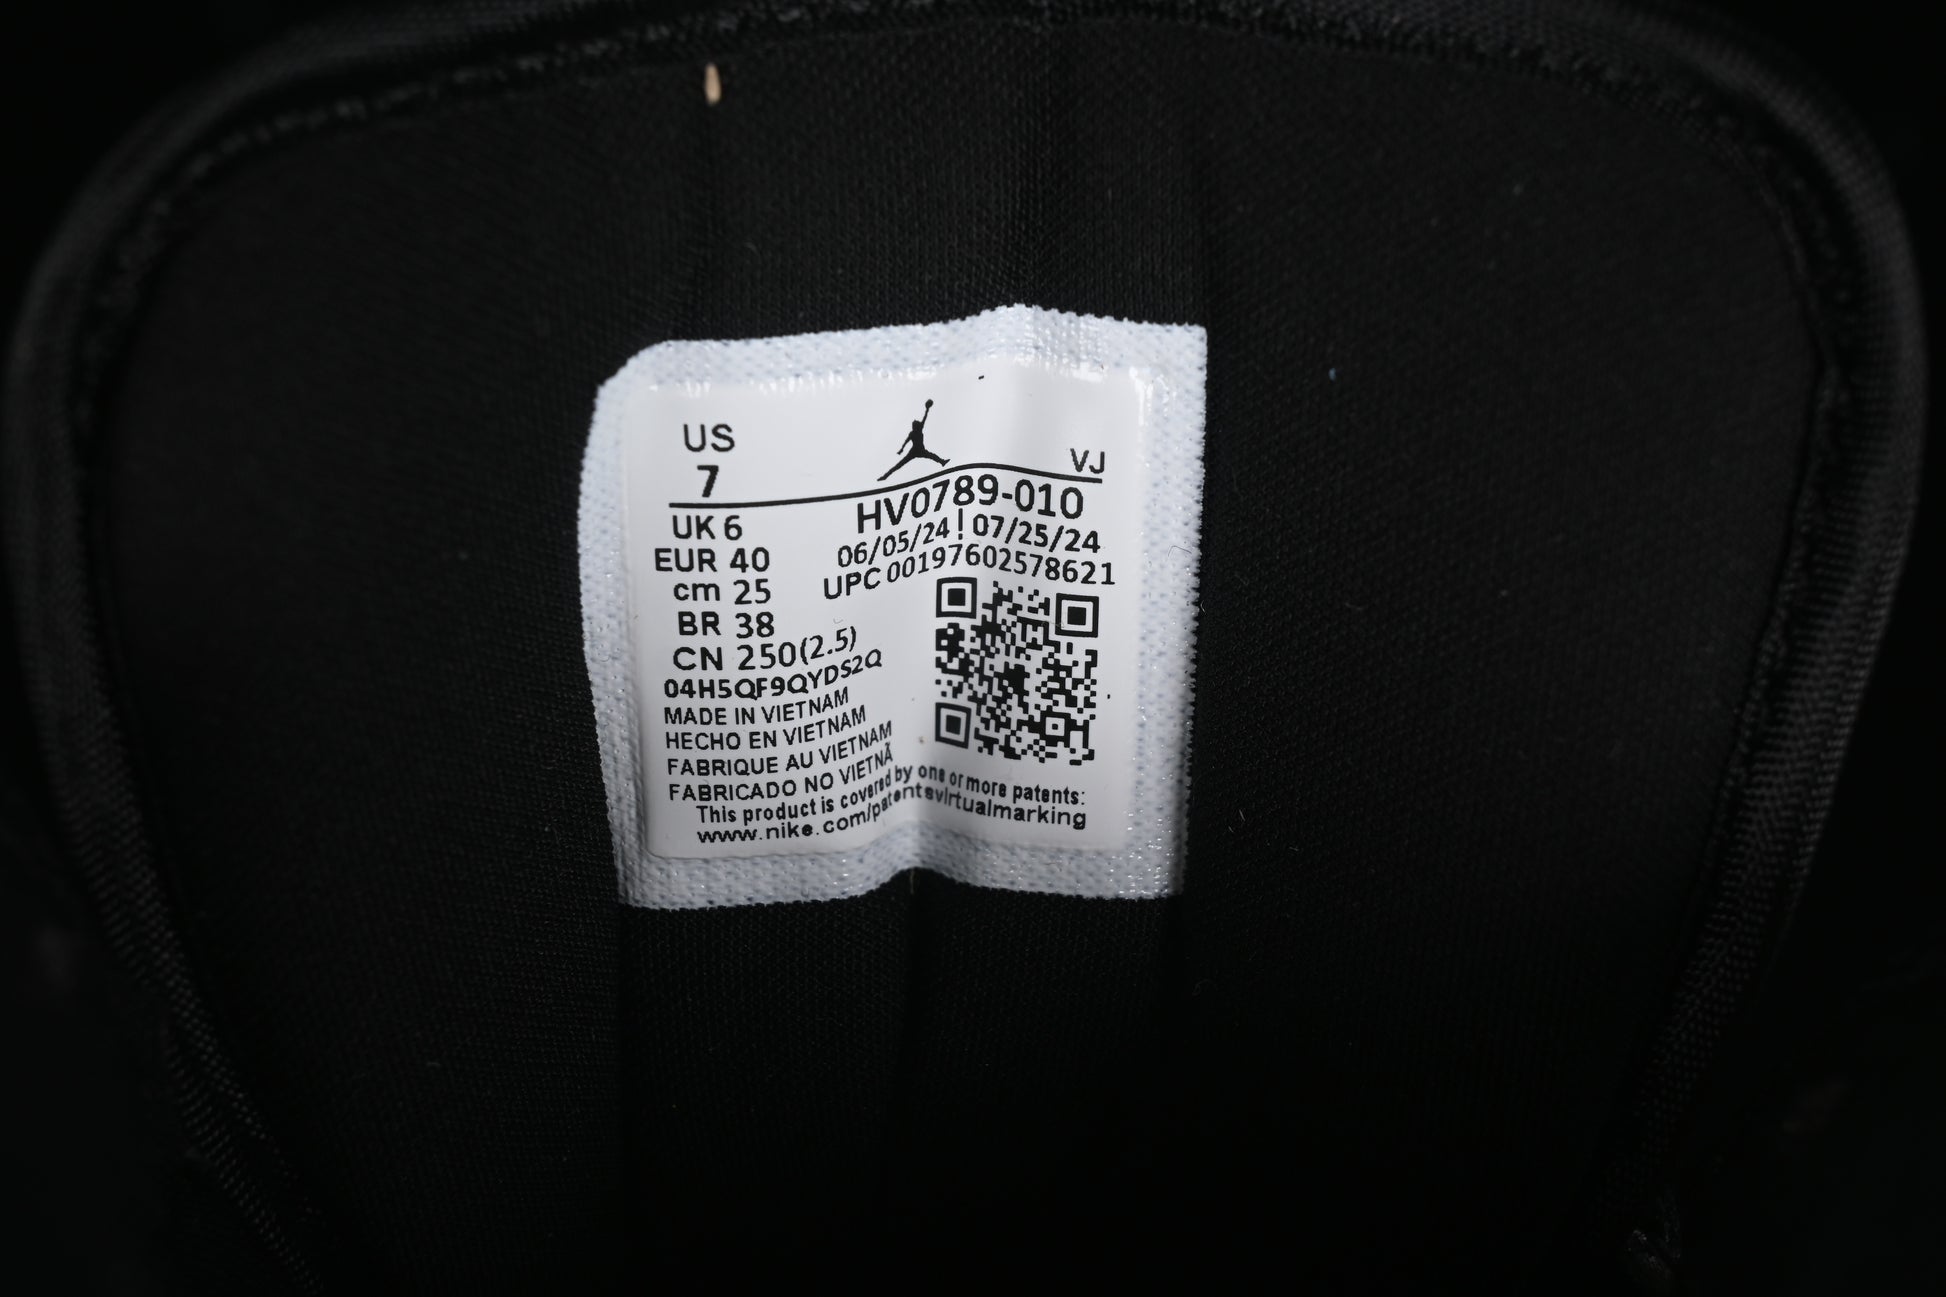 US
7
VJ
UK 6
EUR 40
cm 25
BR 38
CN 250(2.5)
HV0789-010
06/05/24 | 07/25/24
UPC 00197602578621
04H5QF9QYDS2Q
MADE IN VIETNAM
HECHO EN VIETNAM
FABRIQUE AU VIETNAM
FABRICADO NO VIETNÃ
This product is covered by one or more patents:
www.nike.com/patentsvirtualmarking